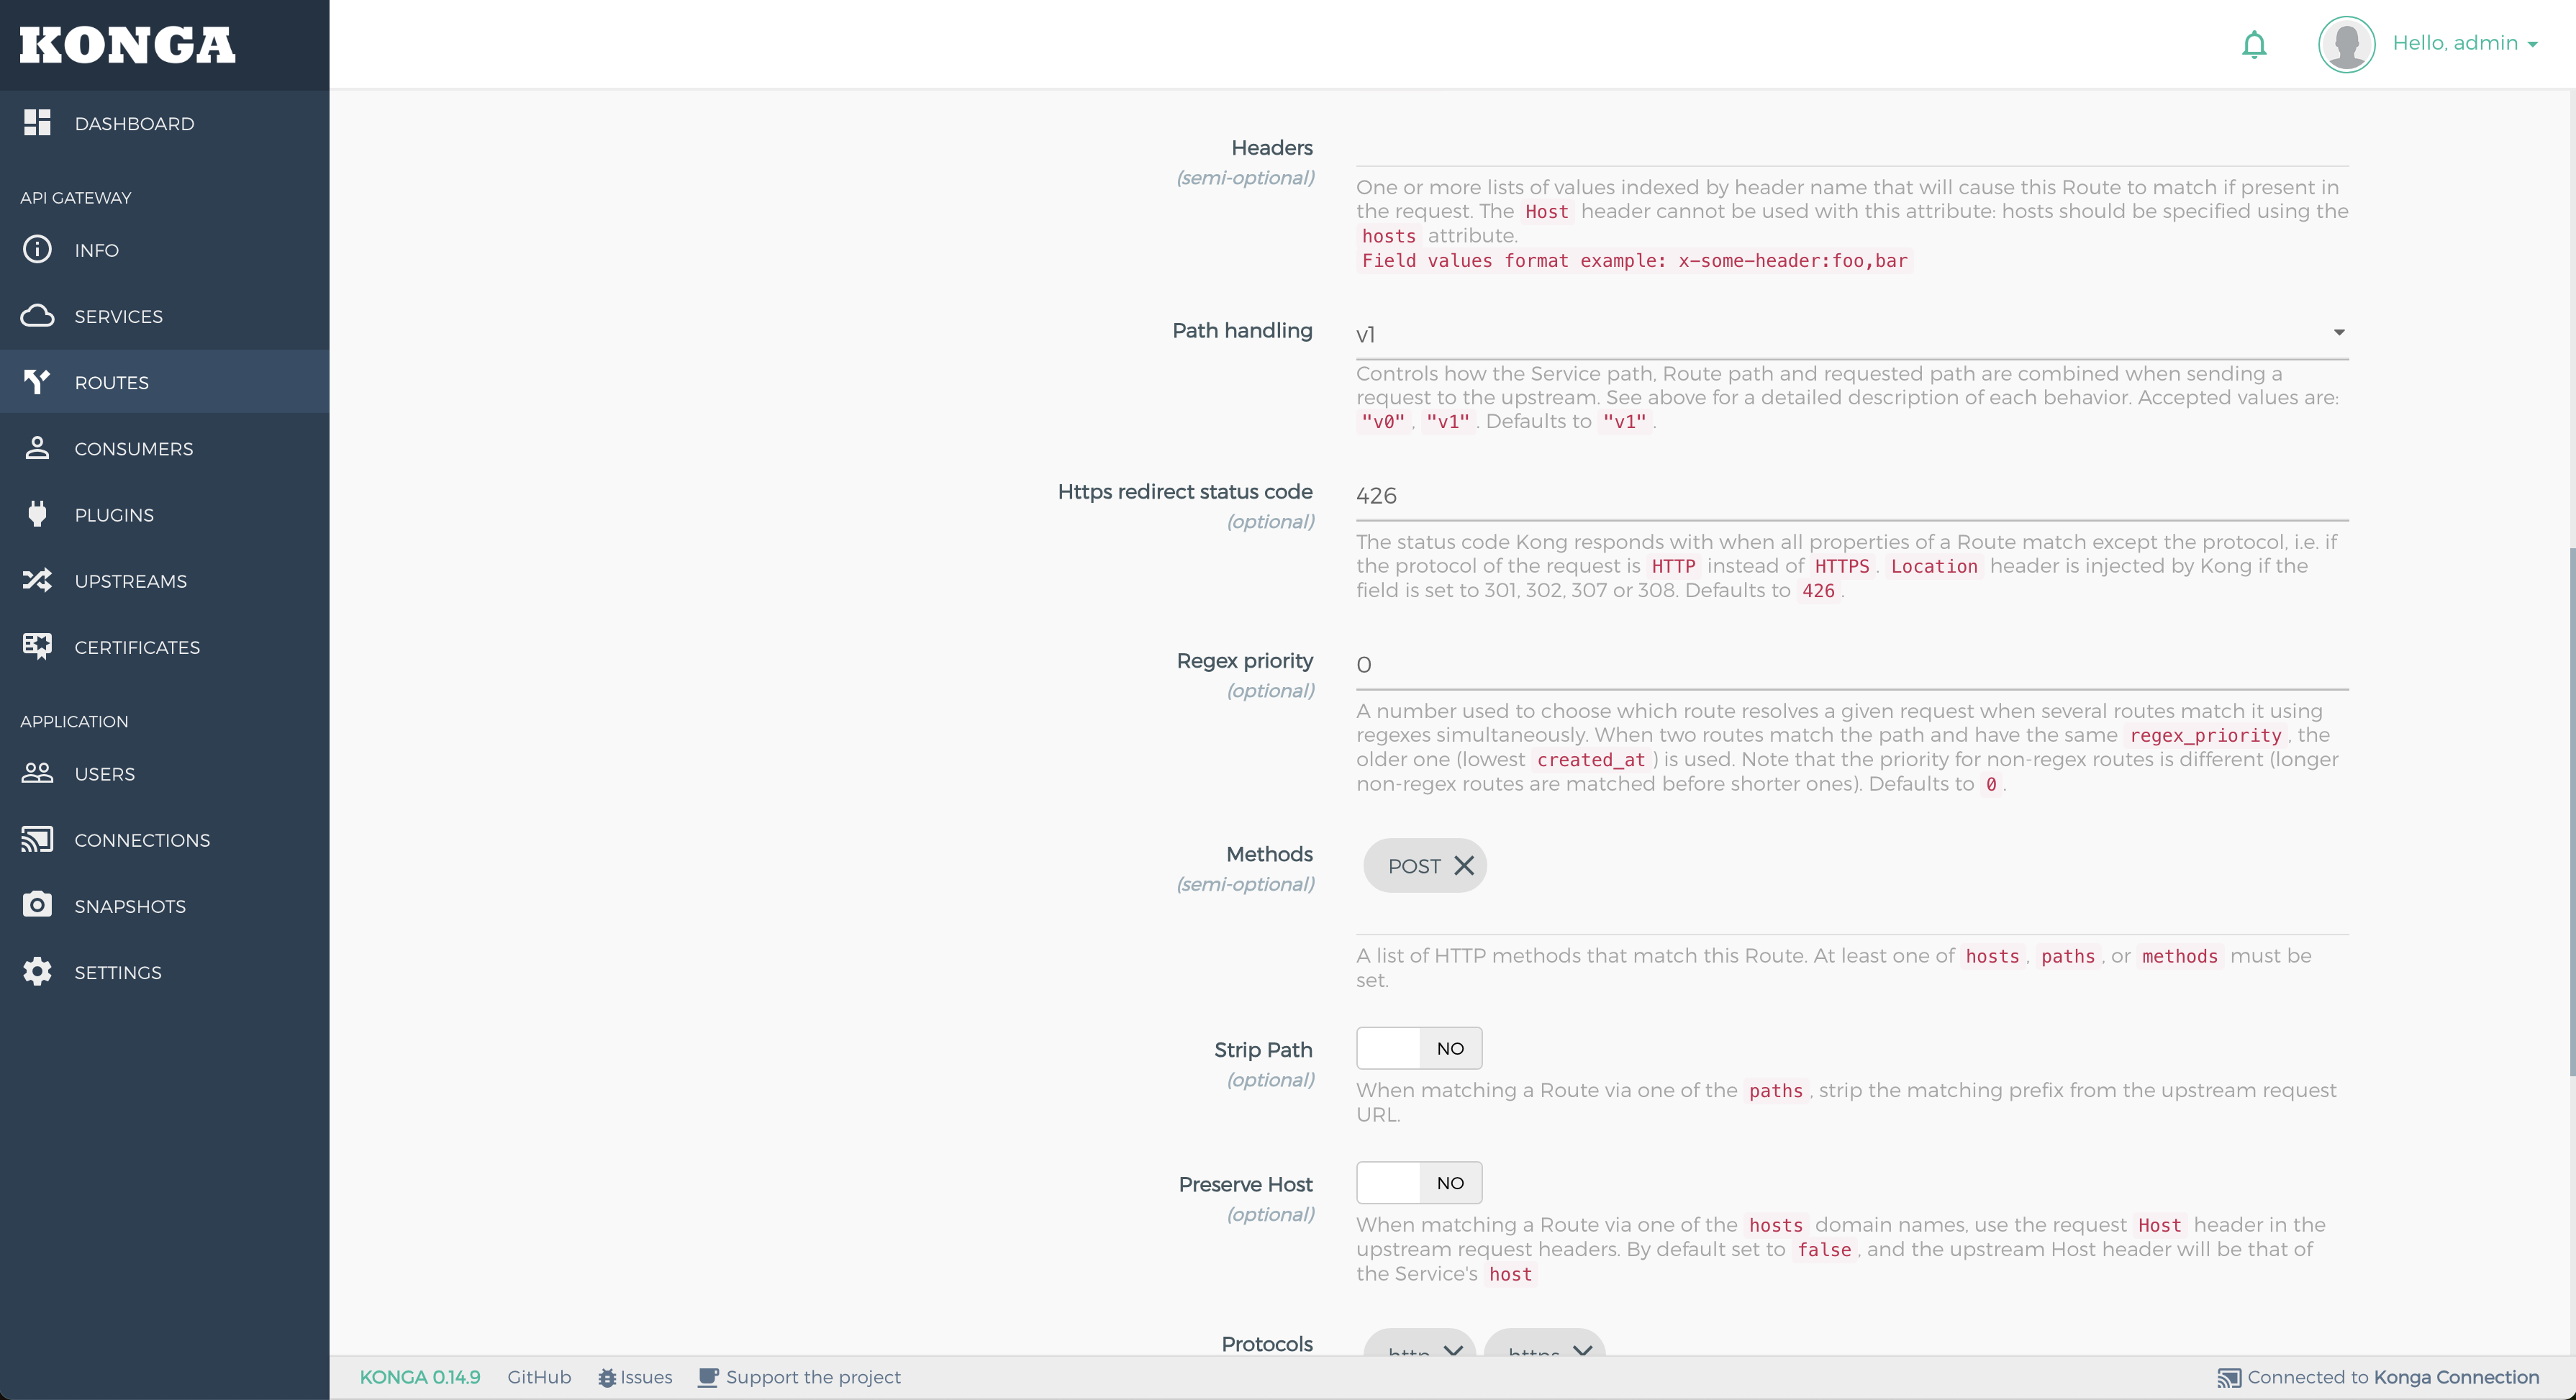 KONGA
Hello, admin
DASHBOARD
API GATEWAY
INFO
SERVICES
ROUTES
CONSUMERS
PLUGINS
UPSTREAMS
CERTIFICATES
APPLICATION
USERS
CONNECTIONS
SNAPSHOTS
SETTINGS
Headers
(semi-optional)
One or more lists of values indexed by header name that will cause this Route to match if present in
the request. The Host header cannot be used with this attribute: hosts should be specified using the
hosts attribute.
Field values format example: x-some-header:foo,bar
Path handling
v1
Controls how the Service path, Route path and requested path are combined when sending a
request to the upstream. See above for a detailed description of each behavior. Accepted values are:
"v0", "v1". Defaults to "v1".
Https redirect status code
(optional)
426
The status code Kong responds with when all properties of a Route match except the protocol, i.e. if
the protocol of the request is HTTP instead of HTTPS. Location header is injected by Kong if the
field is set to 301, 302, 307 or 308. Defaults to 426.
Regex priority
(optional)
0
A number used to choose which route resolves a given request when several routes match it using
regexes simultaneously. When two routes match the path and have the same regex_priority, the
older one (lowest created_at) is used. Note that the priority for non-regex routes is different (longer
non-regex routes are matched before shorter ones). Defaults to 0.
Methods
(semi-optional)
POST
A list of HTTP methods that match this Route. At least one of hosts, paths, or methods must be
set.
Strip Path
(optional)
NO
When matching a Route via one of the paths, strip the matching prefix from the upstream request
URL.
Preserve Host
(optional)
NO
When matching a Route via one of the hosts domain names, use the request Host header in the
upstream request headers. By default set to false, and the upstream Host header will be that of
the Service's host
Protocols
http https
KONGA 0.14.9 GitHub Issues Support the project
Connected to Konga Connection